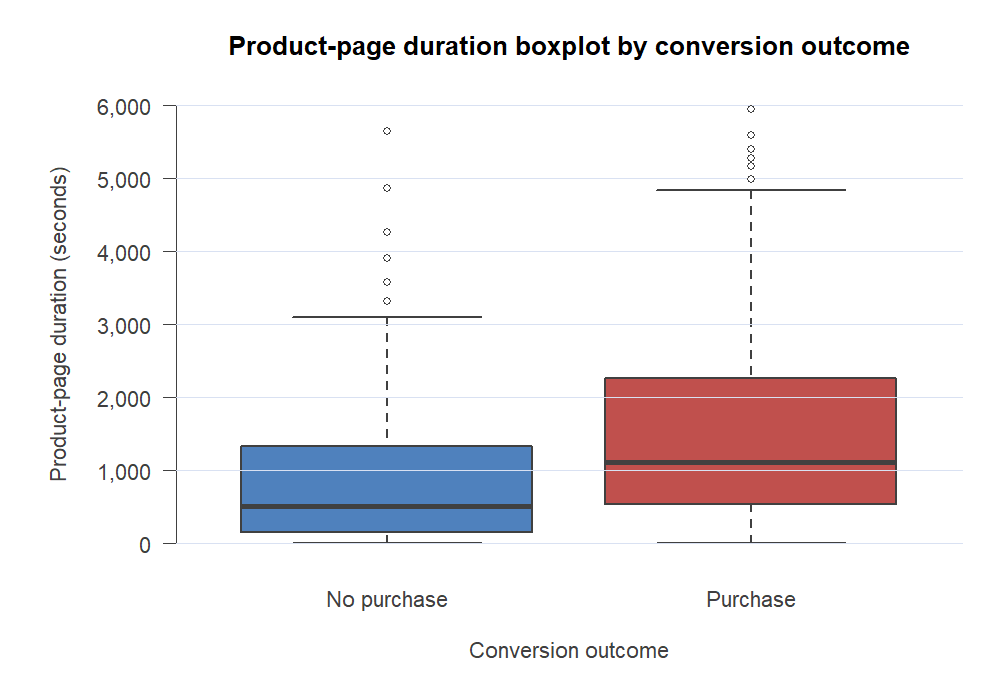 Product-page duration boxplot by conversion outcome
Product-page duration (seconds)
6,000
5,000
4,000
3,000
2,000
1,000
0
No purchase
Purchase
Conversion outcome